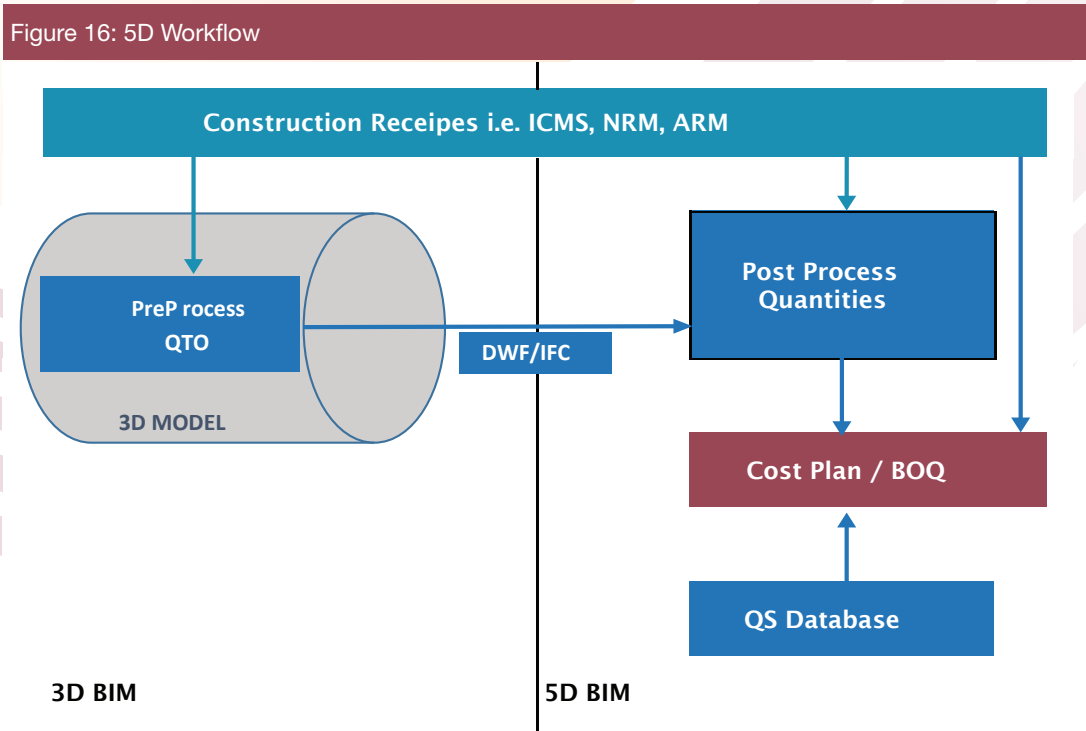 Figure 16: 5D Workflow
Construction Receipes i.e. ICMS, NRM, ARM
PreP rocess
QTO
3D MODEL
DWF/IFC
Post Process
Quantities
Cost Plan / BOQ
QS Database
3D BIM
5D BIM